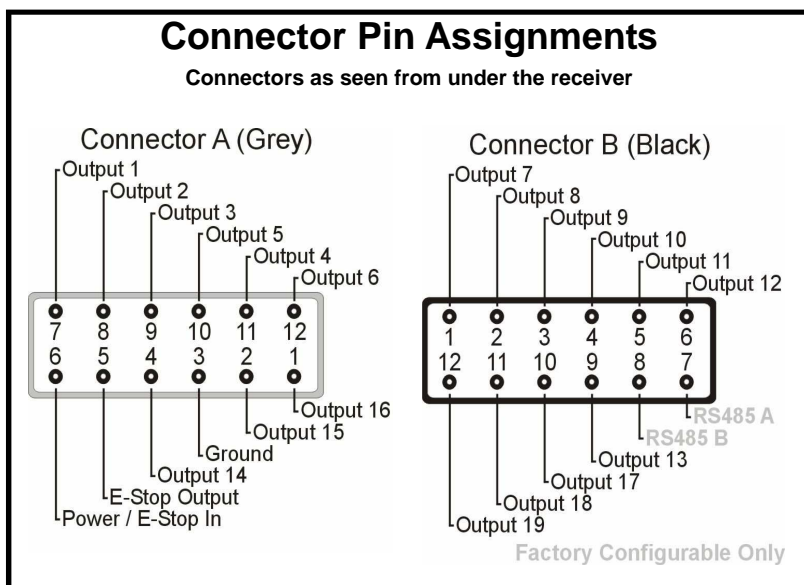 Connector Pin Assignments
Connectors as seen from under the receiver
Connector A (Grey)
Output 1
Output 2
Output 3
Output 5
Output 4
Output 6
7 8 9 10 11 12
6 5 4 3 2 1
Output 16
Output 15
Ground
Output 14
E-Stop Output
Power / E-Stop In
Connector B (Black)
Output 7
Output 8
Output 9
Output 10
Output 11
Output 12
1 2 3 4 5 6
12 11 10 9 8 7
RS485 A
RS485 B
Output 13
Output 17
Output 18
Output 19
Factory Configurable Only